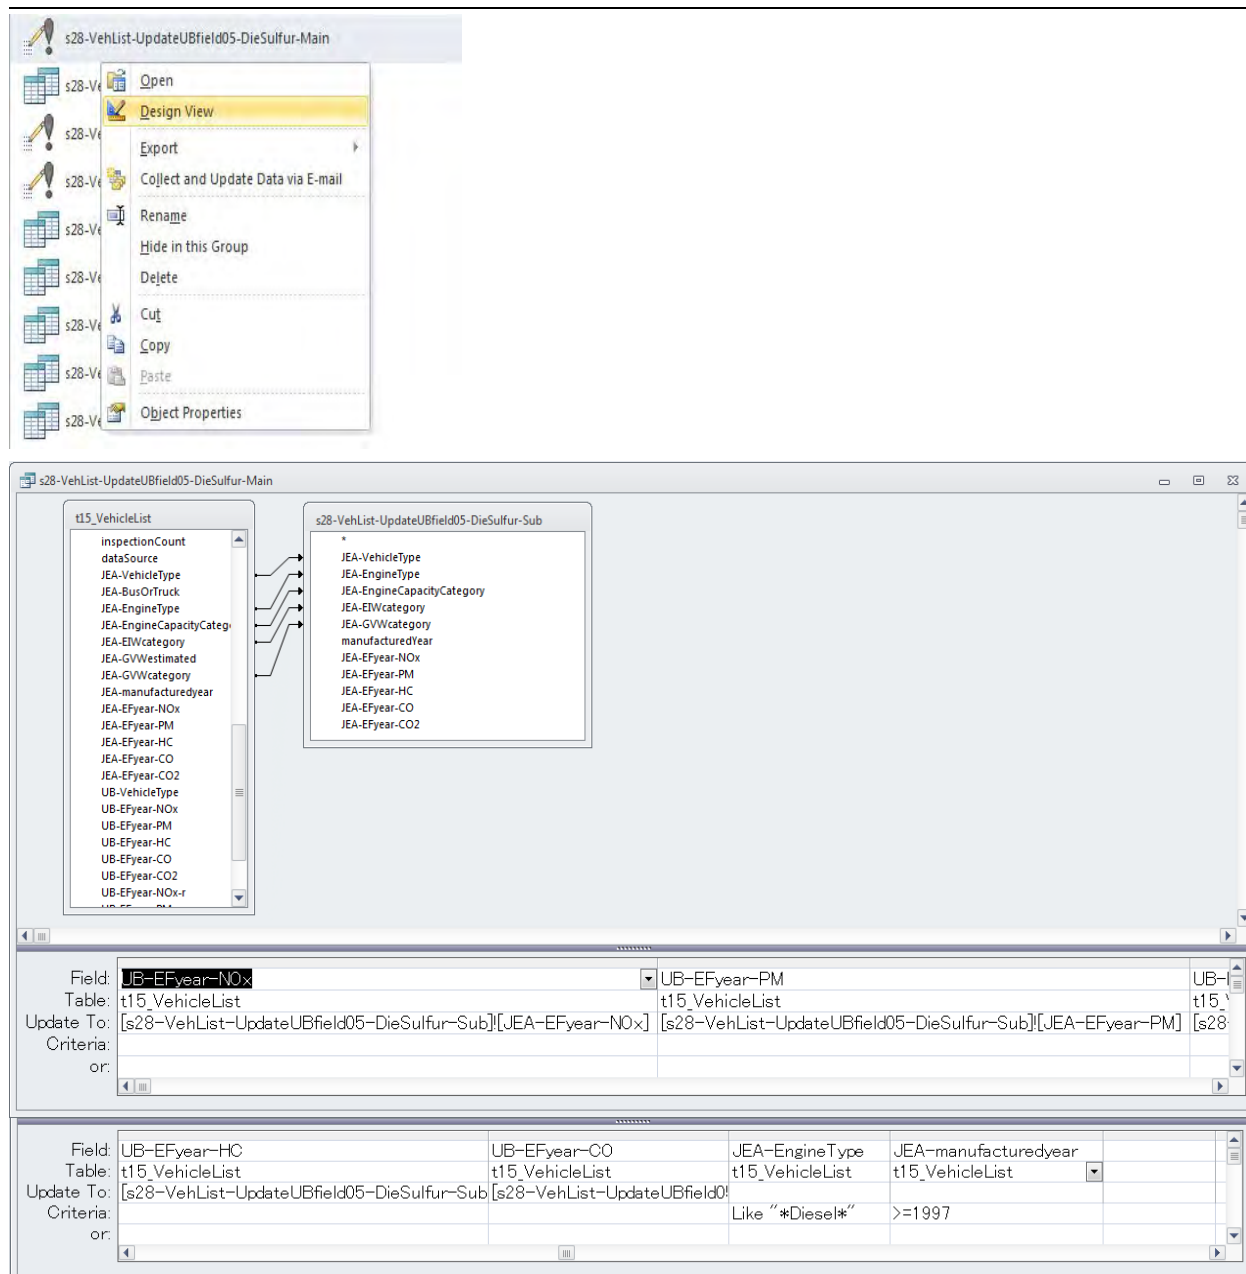 s28-VehList-UpdateUBfield05-DieSulfur-Main
s28-Ve
Open
Design View
s28-Ve
Export
s28-Ve
Collect and Update Data via E-mail
Rename
s28-Ve
Hide in this Group
s28-Ve
Delete
s28-Ve
Cut
Copy
s28-Ve
Paste
s28-Ve
Object Properties
s28-VehList-UpdateUBfield05-DieSulfur-Main
t15_VehicleList
inspectionCount
dataSource
JEA-VehicleType
JEA-BusOrTruck
JEA-EngineType
JEA-EngineCapacityCatego
JEA-EIWcategory
JEA-GVWestimated
JEA-GVWcategory
JEA-manufacturedyear
JEA-EFyear-NOx
JEA-EFyear-PM
JEA-EFyear-HC
JEA-EFyear-CO
JEA-EFyear-CO2
UB-VehicleType
UB-EFyear-NOx
UB-EFyear-PM
UB-EFyear-HC
UB-EFyear-CO
UB-EFyear-CO2
UB-EFyear-NOx-r
s28-VehList-UpdateUBfield05-DieSulfur-Sub
*
JEA-VehicleType
JEA-EngineType
JEA-EngineCapacityCategory
JEA-EIWcategory
JEA-GVWcategory
manufacturedYear
JEA-EFyear-NOx
JEA-EFyear-PM
JEA-EFyear-HC
JEA-EFyear-CO
JEA-EFyear-CO2
Field: UB-EFyear-NOx UB-EFyear-PM UB-
Table: t15_VehicleList t15_VehicleList t15_
Update To: [s28-VehList-UpdateUBfield05-DieSulfur-Sub]![JEA-EFyear-NOx] [s28-VehList-UpdateUBfield05-DieSulfur-Sub]![JEA-EFyear-PM] [s28-
Criteria:
or:
Field: UB-EFyear-HC UB-EFyear-CO JEA-EngineType JEA-manufacturedyear
Table: t15_VehicleList t15_VehicleList t15_VehicleList t15_VehicleList
Update To: [s28-VehList-UpdateUBfield05-DieSulfur-Sub [s28-VehList-UpdateUBfield0
Criteria: Like "*Diesel*" >=1997
or: